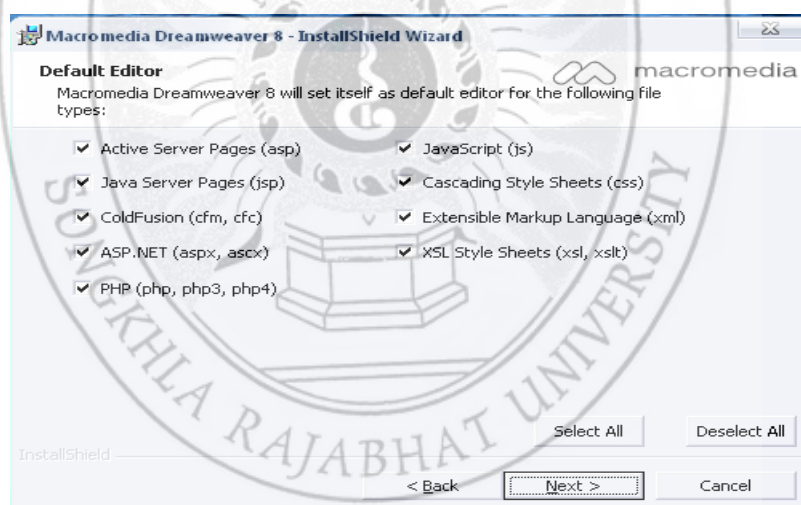 Macromedia Dreamweaver 8 - InstallShield Wizard
Default Editor
macromedia
Macromedia Dreamweaver 8 will set itself as default editor for the following file
types:
Active Server Pages (asp)
JavaScript (js)
Java Server Pages (jsp)
Cascading Style Sheets (css)
ColdFusion (cfm, cfc)
Extensible Markup Language (xml)
ASP.NET (aspx, ascx)
XSL Style Sheets (xsl, xslt)
PHP (php, php3, php4)
Select All
Deselect All
InstallShield
< Back
Next >
Cancel
SONGKHLA RAJABHAT UNIVERSITY